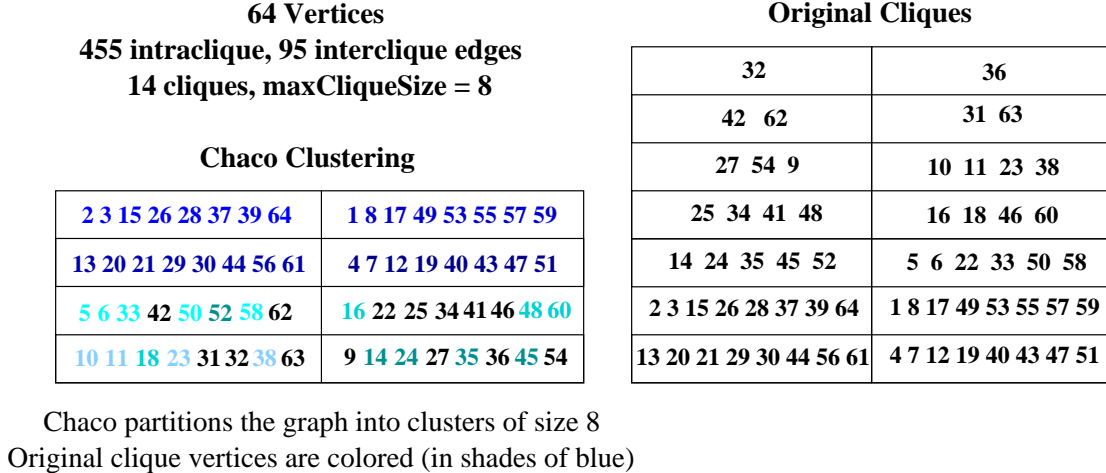 64 Vertices
455 intraclique, 95 interclique edges
14 cliques, maxCliqueSize = 8
Chaco Clustering
2 3 15 26 28 37 39 64
1 8 17 49 53 55 57 59
13 20 21 29 30 44 56 61
4 7 12 19 40 43 47 51
5 6 33 42 50 52 58 62
16 22 25 34 41 46 48 60
10 11 18 23 31 32 38 63
9 14 24 27 35 36 45 54
Chaco partitions the graph into clusters of size 8
Original clique vertices are colored (in shades of blue)
Original Cliques
32
36
42 62
31 63
27 54 9
10 11 23 38
25 34 41 48
16 18 46 60
14 24 35 45 52
5 6 22 33 50 58
2 3 15 26 28 37 39 64
1 8 17 49 53 55 57 59
13 20 21 29 30 44 56 61
4 7 12 19 40 43 47 51